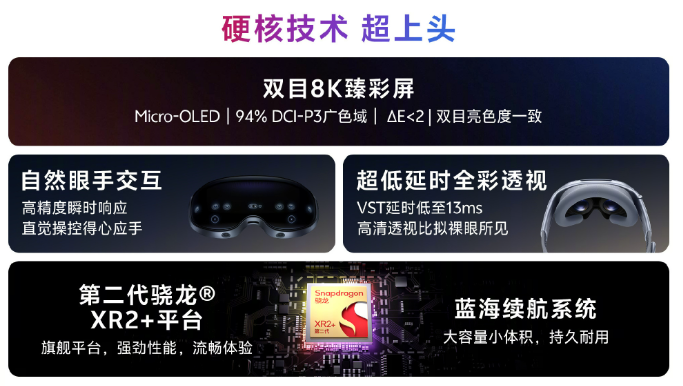 硬核技术 超上头
双目8K臻彩屏
Micro-OLED｜94% DCI-P3广色域｜ ΔE<2｜双目亮色度一致
自然眼手交互
高精度瞬时响应
直觉操控得心应手
超低延时全彩透视
VST延时低至13ms
高清透视比拟裸眼所见
第二代骁龙®
XR2+平台
旗舰平台，强劲性能，流畅体验
Snapdragon
骁龙
XR2+
第二代
蓝海续航系统
大容量小体积，持久耐用